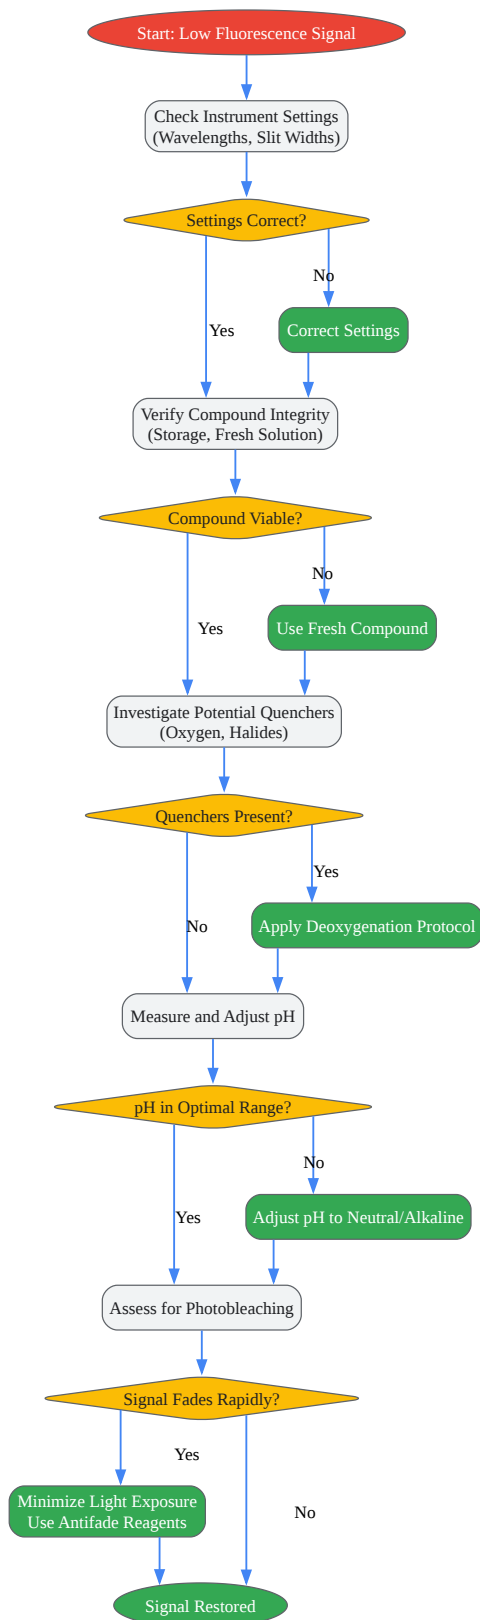 Start: Low Fluorescence Signal
Check Instrument Settings
(Wavelengths, Slit Widths)
Settings Correct?
No
Yes
Correct Settings
Verify Compound Integrity
(Storage, Fresh Solution)
Compound Viable?
No
Yes
Use Fresh Compound
Investigate Potential Quenchers
(Oxygen, Halides)
Quenchers Present?
Yes
No
Apply Deoxygenation Protocol
Measure and Adjust pH
pH in Optimal Range?
No
Yes
Adjust pH to Neutral/Alkaline
Assess for Photobleaching
Signal Fades Rapidly?
Yes
Minimize Light Exposure
Use Antifade Reagents
No
Signal Restored